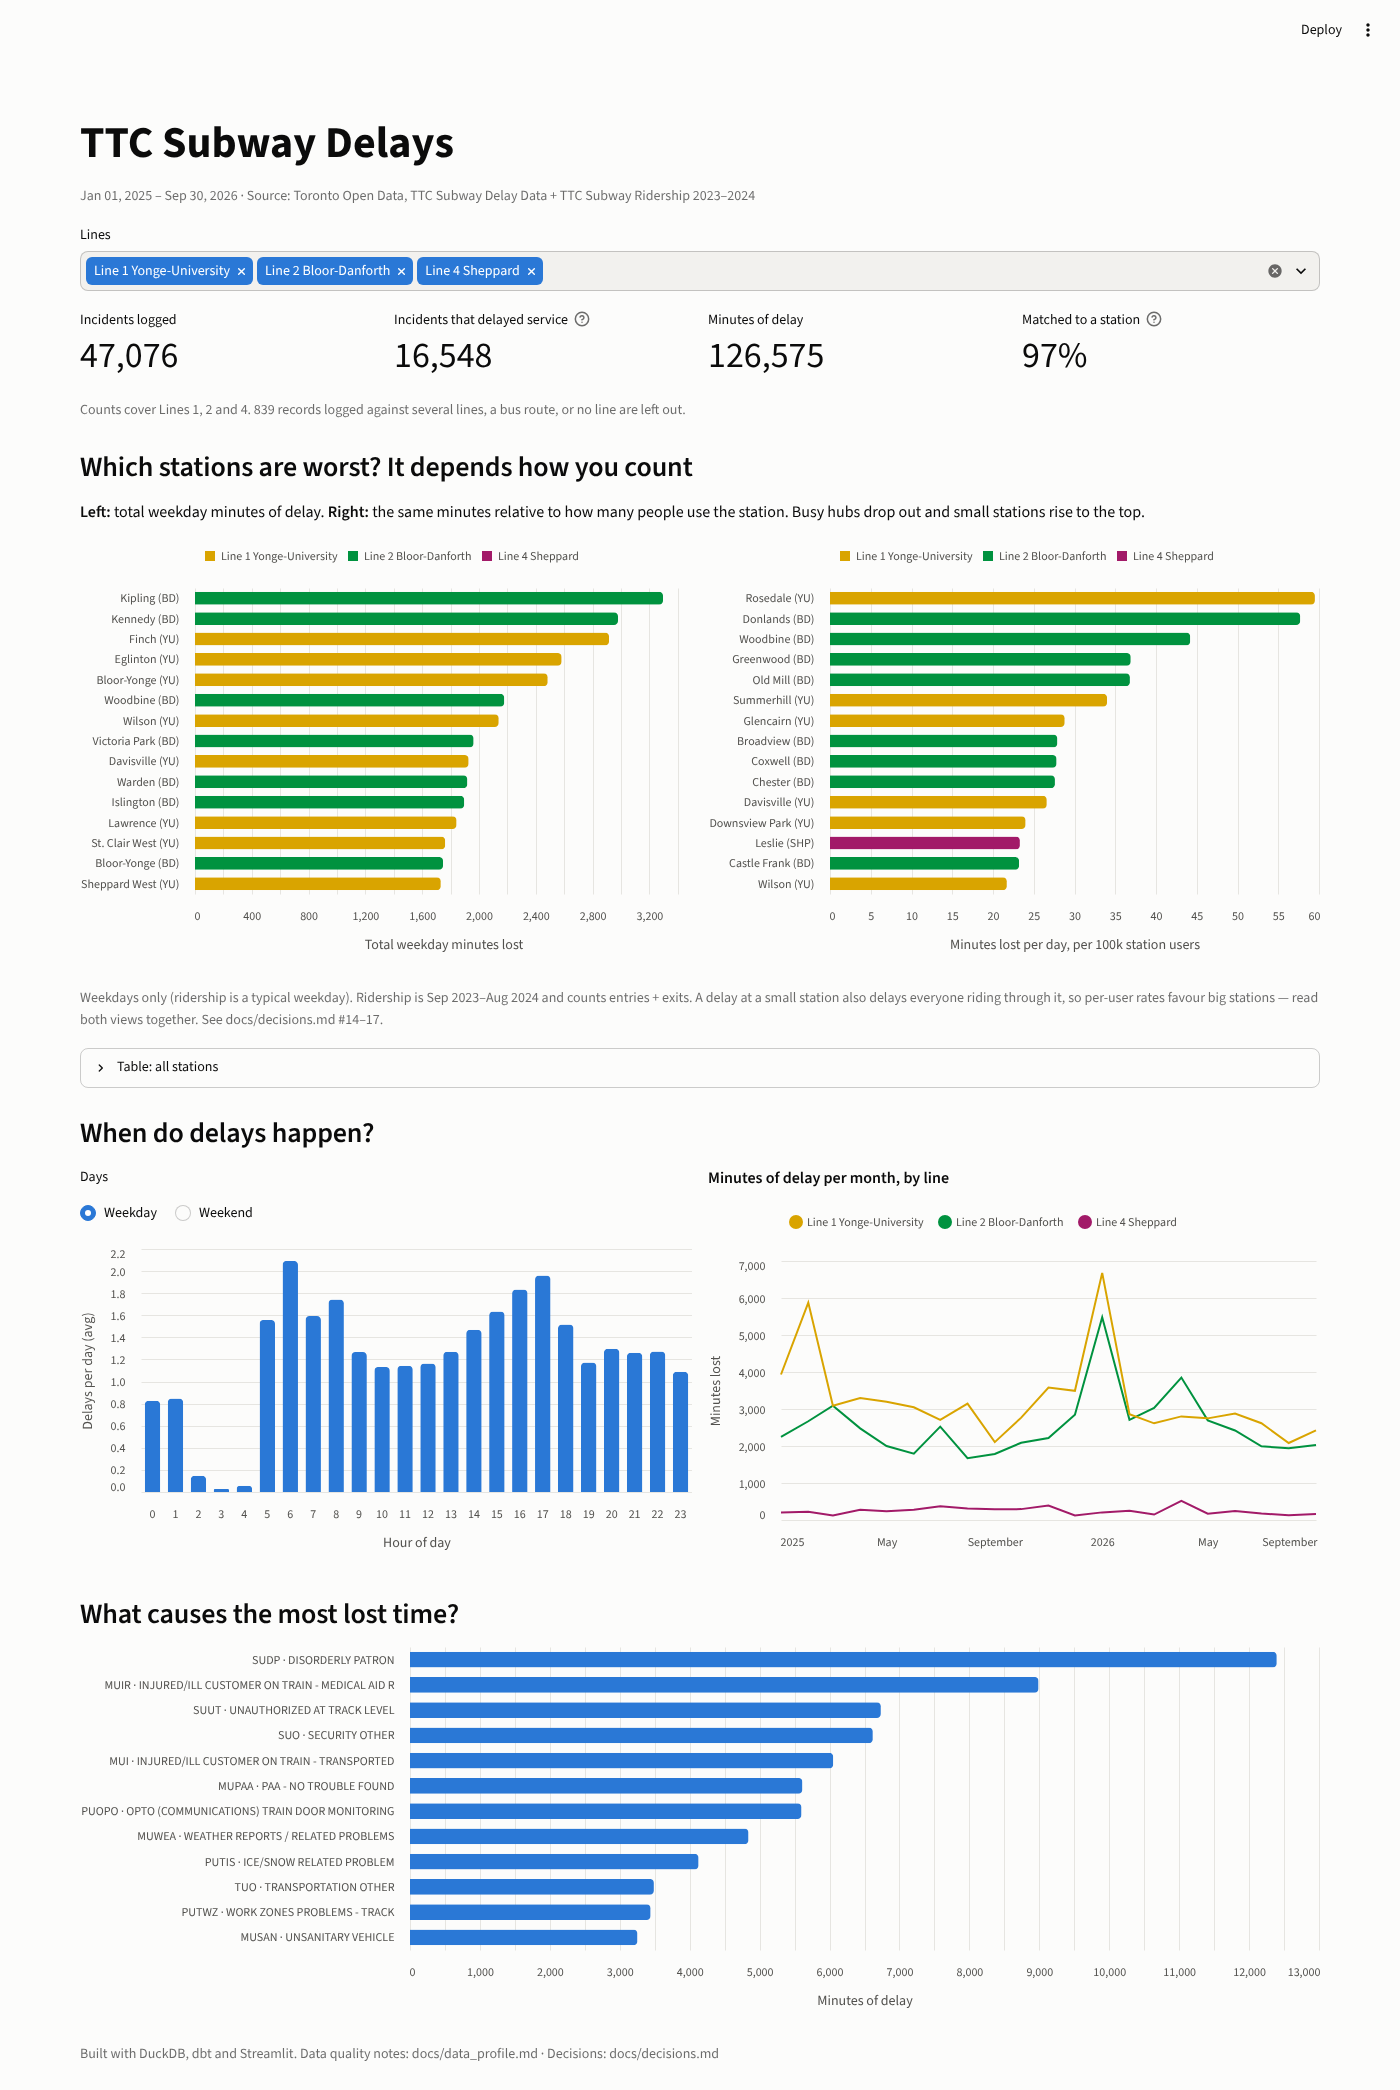 Deploy
TTC Subway Delays
Jan 01, 2025 – Sep 30, 2026 · Source: Toronto Open Data, TTC Subway Delay Data + TTC Subway Ridership 2023–2024
Lines
Line 1 Yonge-University × Line 2 Bloor-Danforth × Line 4 Sheppard ×
Incidents logged
47,076
Incidents that delayed service
16,548
Minutes of delay
126,575
Matched to a station
97%
Counts cover Lines 1, 2 and 4. 839 records logged against several lines, a bus route, or no line are left out.
Which stations are worst? It depends how you count
Left: total weekday minutes of delay. Right: the same minutes relative to how many people use the station. Busy hubs drop out and small stations rise to the top.
Line 1 Yonge-University Line 2 Bloor-Danforth Line 4 Sheppard
Kipling (BD)
Kennedy (BD)
Finch (YU)
Eglinton (YU)
Bloor-Yonge (YU)
Woodbine (BD)
Wilson (YU)
Victoria Park (BD)
Davisville (YU)
Warden (BD)
Islington (BD)
Lawrence (YU)
St. Clair West (YU)
Bloor-Yonge (BD)
Sheppard West (YU)
0 400 800 1,200 1,600 2,000 2,400 2,800 3,200
Total weekday minutes lost
Line 1 Yonge-University Line 2 Bloor-Danforth Line 4 Sheppard
Rosedale (YU)
Donlands (BD)
Woodbine (BD)
Greenwood (BD)
Old Mill (BD)
Summerhill (YU)
Glencairn (YU)
Broadview (BD)
Coxwell (BD)
Chester (BD)
Davisville (YU)
Downsview Park (YU)
Leslie (SHP)
Castle Frank (BD)
Wilson (YU)
0 5 10 15 20 25 30 35 40 45 50 55 60
Minutes lost per day, per 100k station users
Weekdays only (ridership is a typical weekday). Ridership is Sep 2023–Aug 2024 and counts entries + exits. A delay at a small station also delays everyone riding through it, so per-user rates favour big stations — read
both views together. See docs/decisions.md #14–17.
Table: all stations
When do delays happen?
Days
Weekday Weekend
2.2
2.0
1.8
1.6
1.4
1.2
1.0
0.8
0.6
0.4
0.2
0.0
Delays per day (avg)
0 1 2 3 4 5 6 7 8 9 10 11 12 13 14 15 16 17 18 19 20 21 22 23
Hour of day
Minutes of delay per month, by line
Line 1 Yonge-University Line 2 Bloor-Danforth Line 4 Sheppard
7,000
6,000
5,000
4,000
3,000
2,000
1,000
0
Minutes lost
2025 May September 2026 May September
What causes the most lost time?
SUDP · DISORDERLY PATRON
MUIR · INJURED/ILL CUSTOMER ON TRAIN - MEDICAL AID R
SUUT · UNAUTHORIZED AT TRACK LEVEL
SUO · SECURITY OTHER
MUI · INJURED/ILL CUSTOMER ON TRAIN - TRANSPORTED
MUPAA · PAA - NO TROUBLE FOUND
PUOPO · OPTO (COMMUNICATIONS) TRAIN DOOR MONITORING
MUWEA · WEATHER REPORTS / RELATED PROBLEMS
PUTIS · ICE/SNOW RELATED PROBLEM
TUO · TRANSPORTATION OTHER
PUTWZ · WORK ZONES PROBLEMS - TRACK
MUSAN · UNSANITARY VEHICLE
0 1,000 2,000 3,000 4,000 5,000 6,000 7,000 8,000 9,000 10,000 11,000 12,000 13,000
Minutes of delay
Built with DuckDB, dbt and Streamlit. Data quality notes: docs/data_profile.md · Decisions: docs/decisions.md